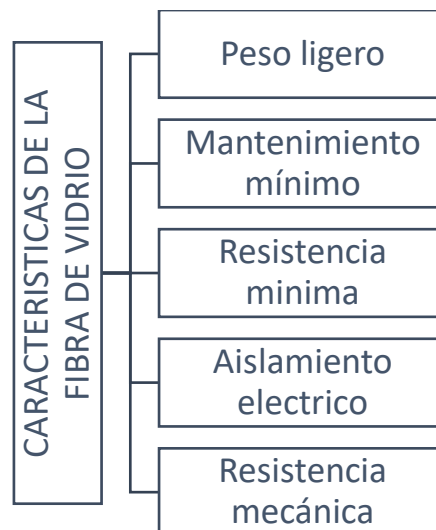 CARACTERISTICAS DE LA
FIBRA DE VIDRIO
Peso ligero
Mantenimiento
mínimo
Resistencia
minima
Aislamiento
electrico
Resistencia
mecánica